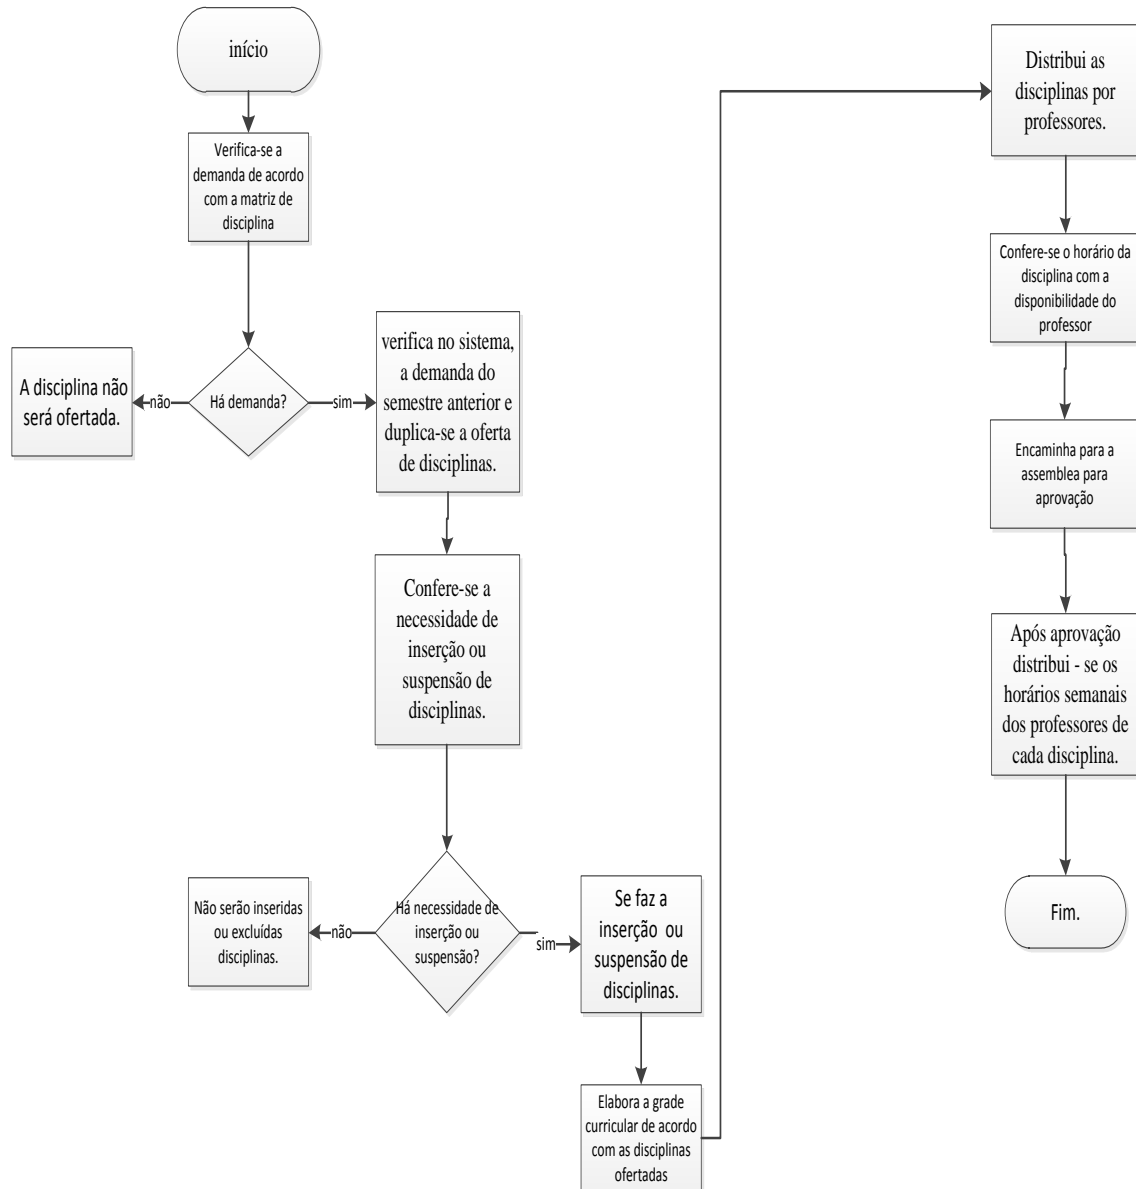 início
Verifica-se a
demanda de acordo
com a matriz de
disciplina
Há demanda?
não
sim
A disciplina não
será ofertada.
verifica no sistema,
a demanda do
semestre anterior e
duplica-se a oferta
de disciplinas.
Confere-se a
necessidade de
inserção ou
suspensão de
disciplinas.
Há necessidade de
inserção ou
suspensão?
não
sim
Não serão inseridas
ou excluídas
disciplinas.
Se faz a
inserção ou
suspensão de
disciplinas.
Elabora a grade
curricular de acordo
com as disciplinas
ofertadas
Distribui as
disciplinas por
professores.
Confere-se o horário da
disciplina com a
disponibilidade do
professor
Encaminha para a
assemblea para
aprovação
Após aprovação
distribui - se os
horários semanais
dos professores de
cada disciplina.
Fim.